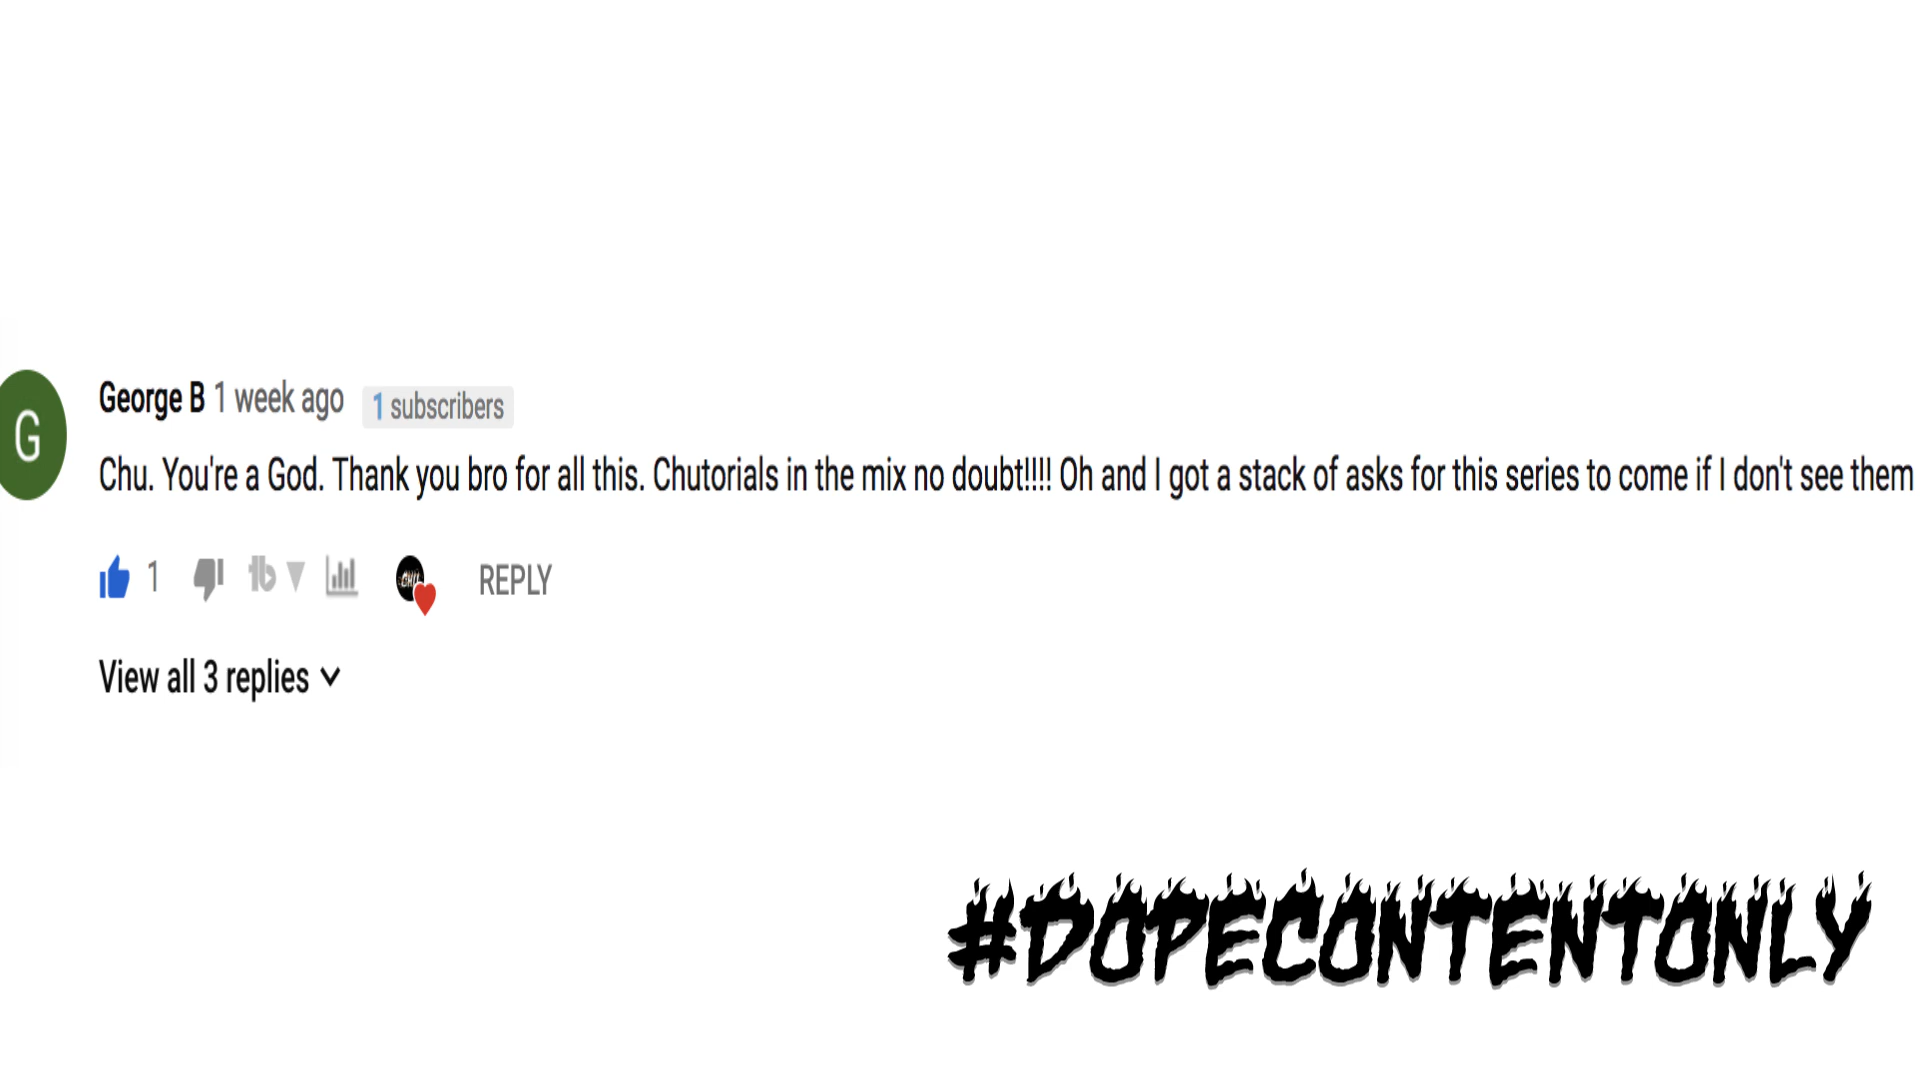 G
George B 1 week ago 1 subscribers
Chu. You're a God. Thank you bro for all this. Chutorials in the mix no doubt!!!! Oh and I got a stack of asks for this series to come if I don't see them
1 tb CHU REPLY
View all 3 replies
#DOPECONTENTONLY